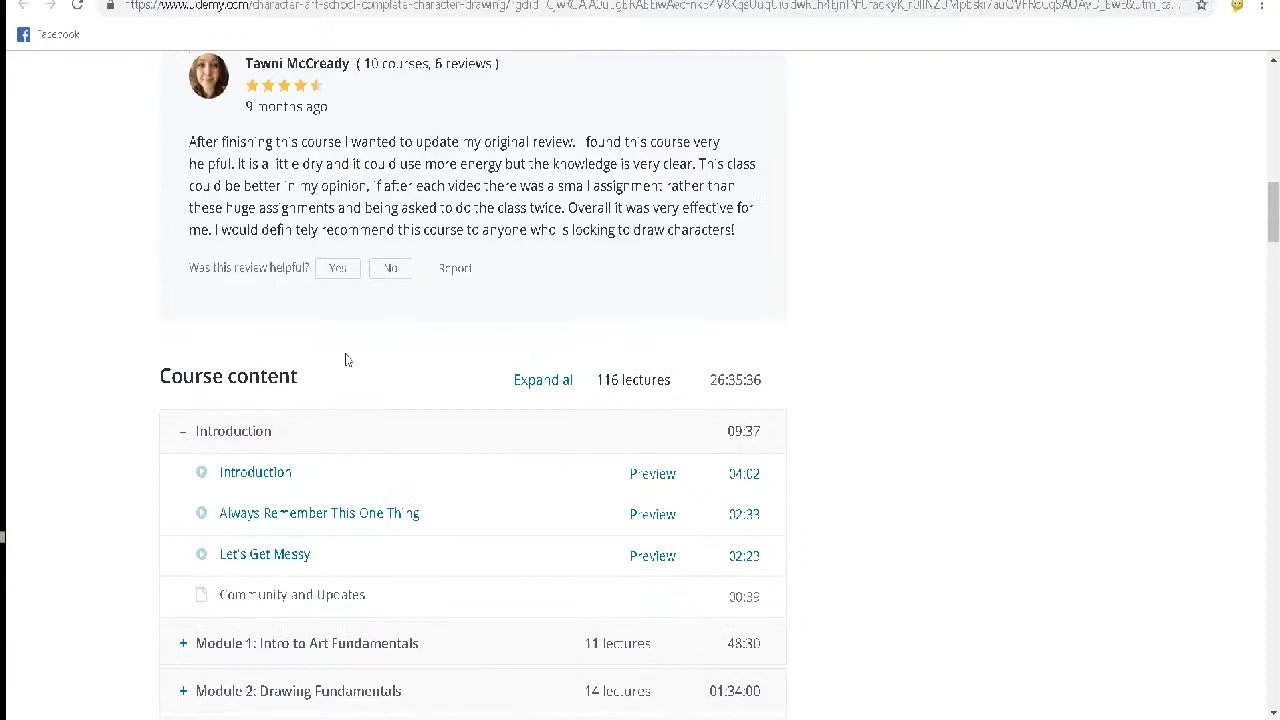 Facebook
Tawni McCready ( 10 courses, 6 reviews )
9 months ago
After finishing this course I wanted to update my original review. I found this course very
helpful. It is a little dry and it could use more energy but the knowledge is very clear. This class
could be better in my opinion, if after each video there was a small assignment rather than
these huge assignments and being asked to do the class twice. Overall it was very effective for
me. I would definitely recommend this course to anyone who is looking to draw characters!
Was this review helpful? Yes No Report
Course content Expand all 116 lectures 26:35:36
– Introduction 09:37
Introduction Preview 04:02
Always Remember This One Thing Preview 02:33
Let's Get Messy Preview 02:23
Community and Updates 00:39
+ Module 1: Intro to Art Fundamentals 11 lectures 48:30
+ Module 2: Drawing Fundamentals 14 lectures 01:34:00